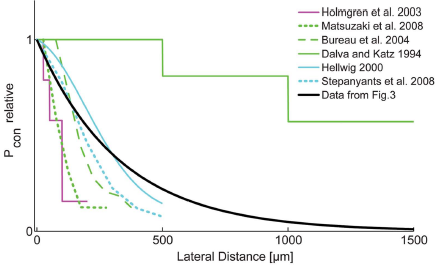 Holmgren et al. 2003
Matsuzaki et al. 2008
Bureau et al. 2004
Dalva and Katz 1994
Hellwig 2000
Stepanyants et al. 2008
Data from Fig.3
1
0
P con relative
0
500
1000
1500
Lateral Distance [µm]